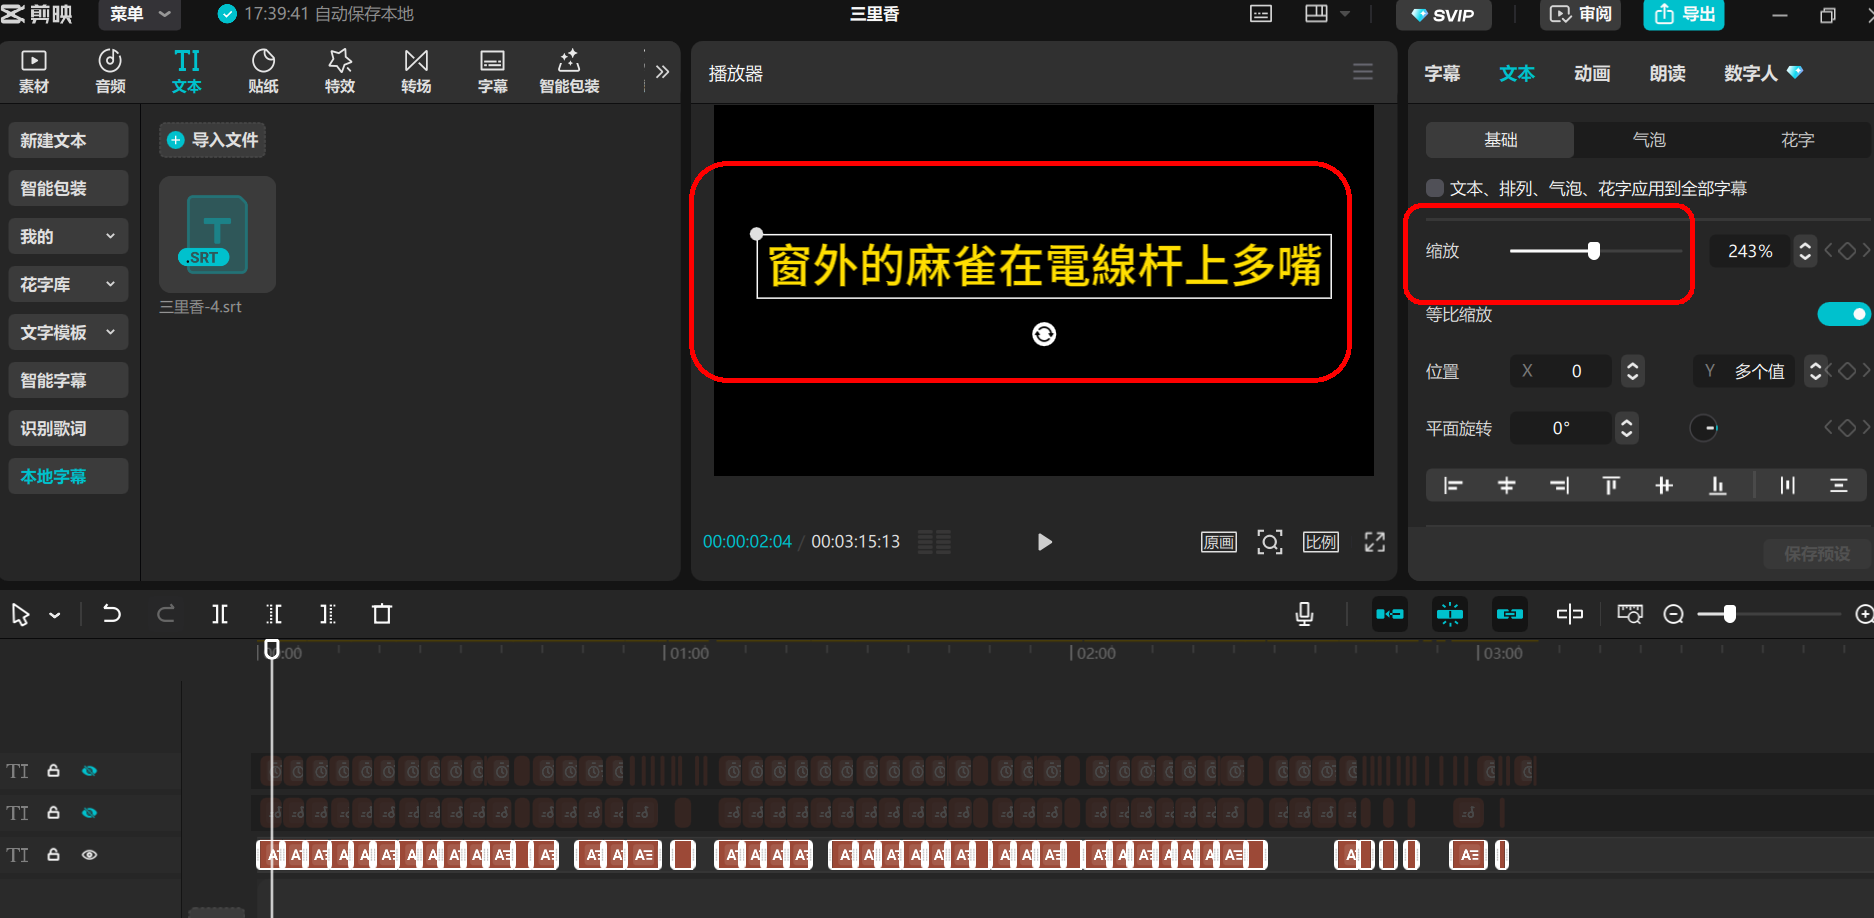 剪映
菜单
17:39:41 自动保存本地
三里香
SVIP
审阅
导出
素材
音频
TI
文本
贴纸
特效
转场
字幕
智能包装
新建文本
智能包装
我的
花字库
文字模板
智能字幕
识别歌词
本地字幕
导入文件
T
.SRT
三里香-4.srt
播放器
窗外的麻雀在電線杆上多嘴
00:00:02:04 / 00:03:15:13
原画
比例
字幕 文本 动画 朗读 数字人
基础 气泡 花字
文本、排列、气泡、花字应用到全部字幕
缩放 243%
等比缩放
位置 X 0 Y 多个值
平面旋转 0°
保存预设
00:00 01:00 02:00 03:00
TI
TI
TI